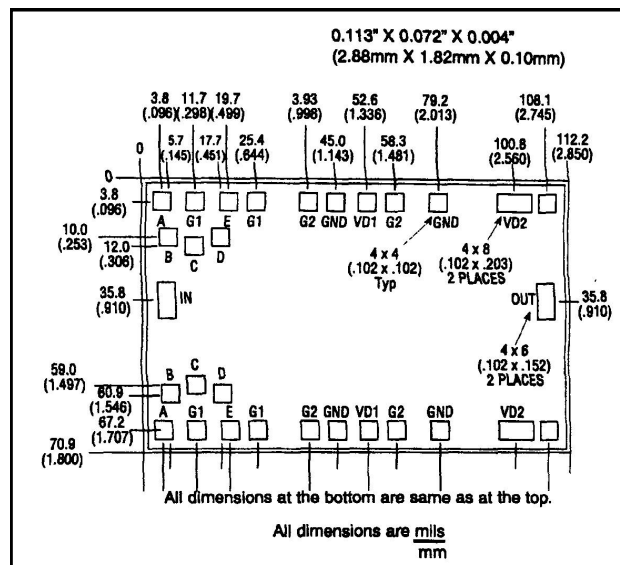 0.113" X 0.072" X 0.004"
(2.88mm X 1.82mm X 0.10mm)
3.8 11.7 19.7 3.93 52.6 79.2 108.1
(.096) (.298) (.499) (.998) (1.336) (2.013) (2.745)
5.7 17.7 25.4 45.0 58.3 100.8 112.2
(.145) (.451) (.644) (1.143) (1.481) (2.560) (2.850)
0
0
3.8
(.096)
A G1 E G1 G2 GND VD1 G2 GND VD2
10.0
(.253)
12.0
(.306)
B C D
4 x 4
(.102 x .102)
Typ
4 x 8
(.102 x .203)
2 PLACES
35.8
(.910)
IN
OUT
35.8
(.910)
4 x 6
(.102 x .152)
2 PLACES
59.0
(1.497)
B C D
60.9
(1.546)
A G1 E G1 G2 GND VD1 G2 GND VD2
67.2
(1.707)
70.9
(1.800)
All dimensions at the bottom are same as at the top.
All dimensions are mils
mm